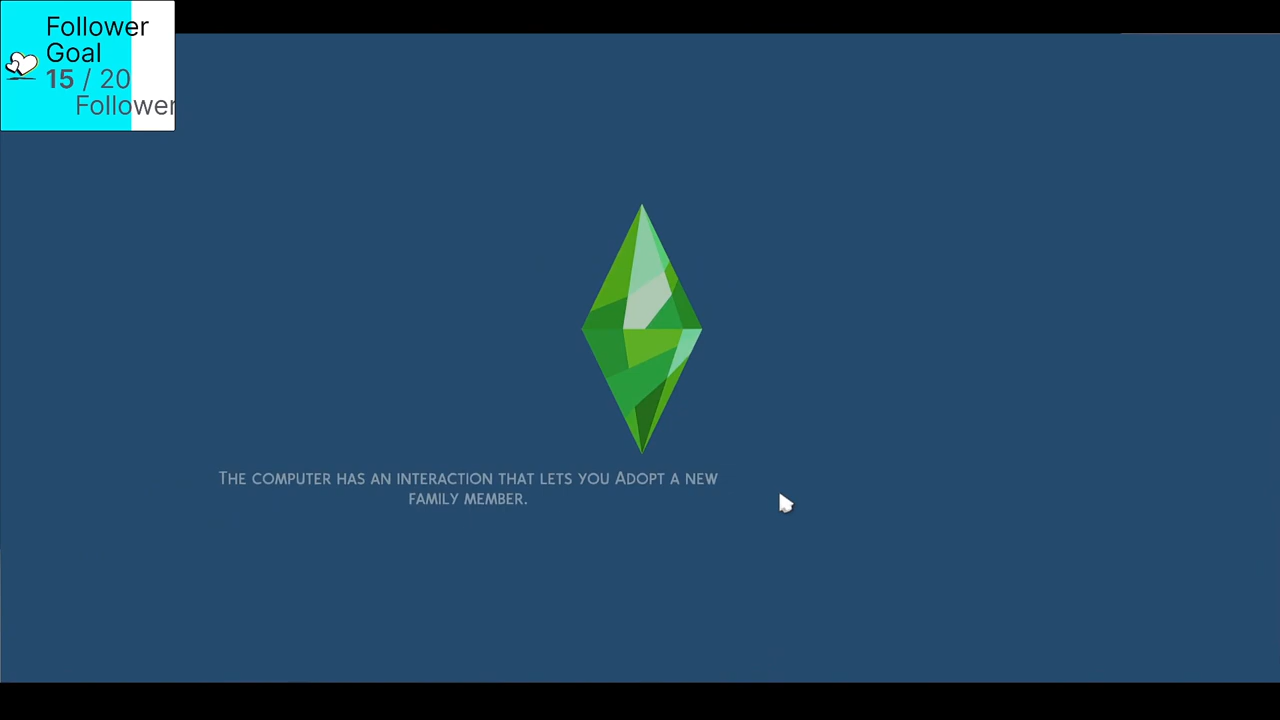 Follower
Goal
15 / 20
Follower
The computer has an interaction that lets you Adopt a new
family member.